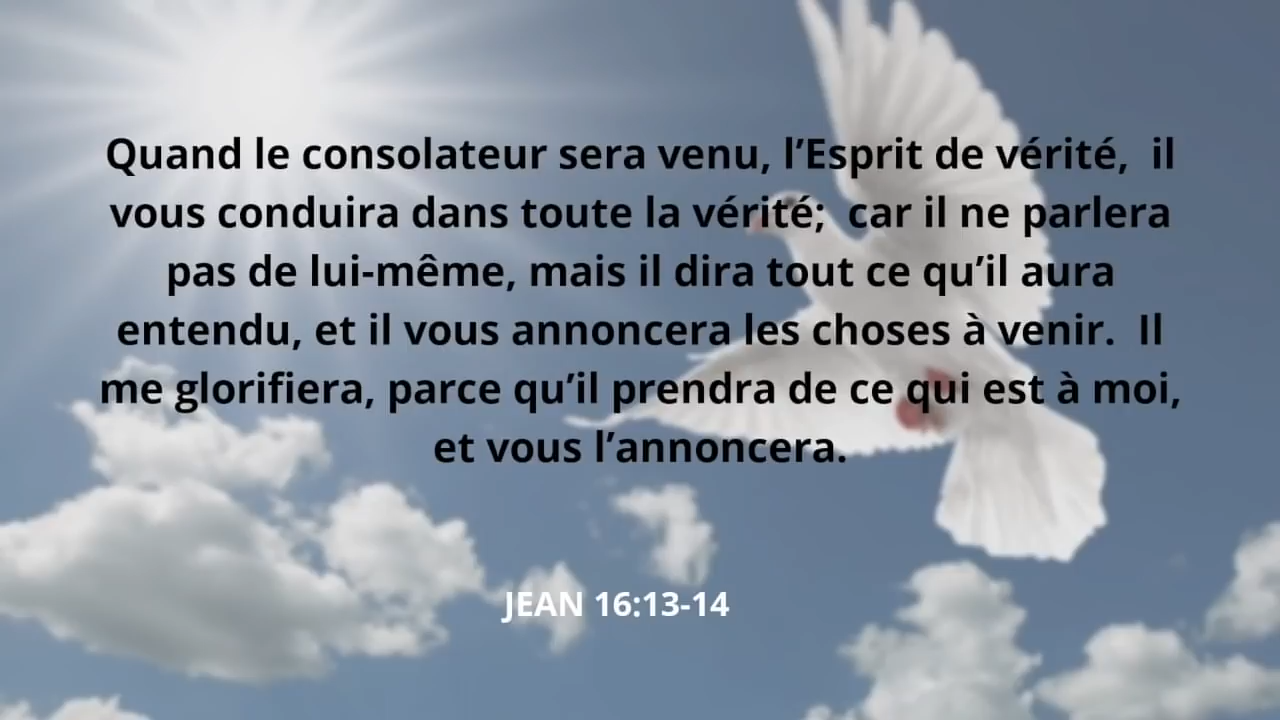 Quand le consolateur sera venu, l’Esprit de vérité,  il
vous conduira dans toute la vérité;  car il ne parlera
pas de lui-même, mais il dira tout ce qu’il aura
entendu, et il vous annoncera les choses à venir.  Il
me glorifiera, parce qu’il prendra de ce qui est à moi,
et vous l’annoncera.
JEAN 16:13-14